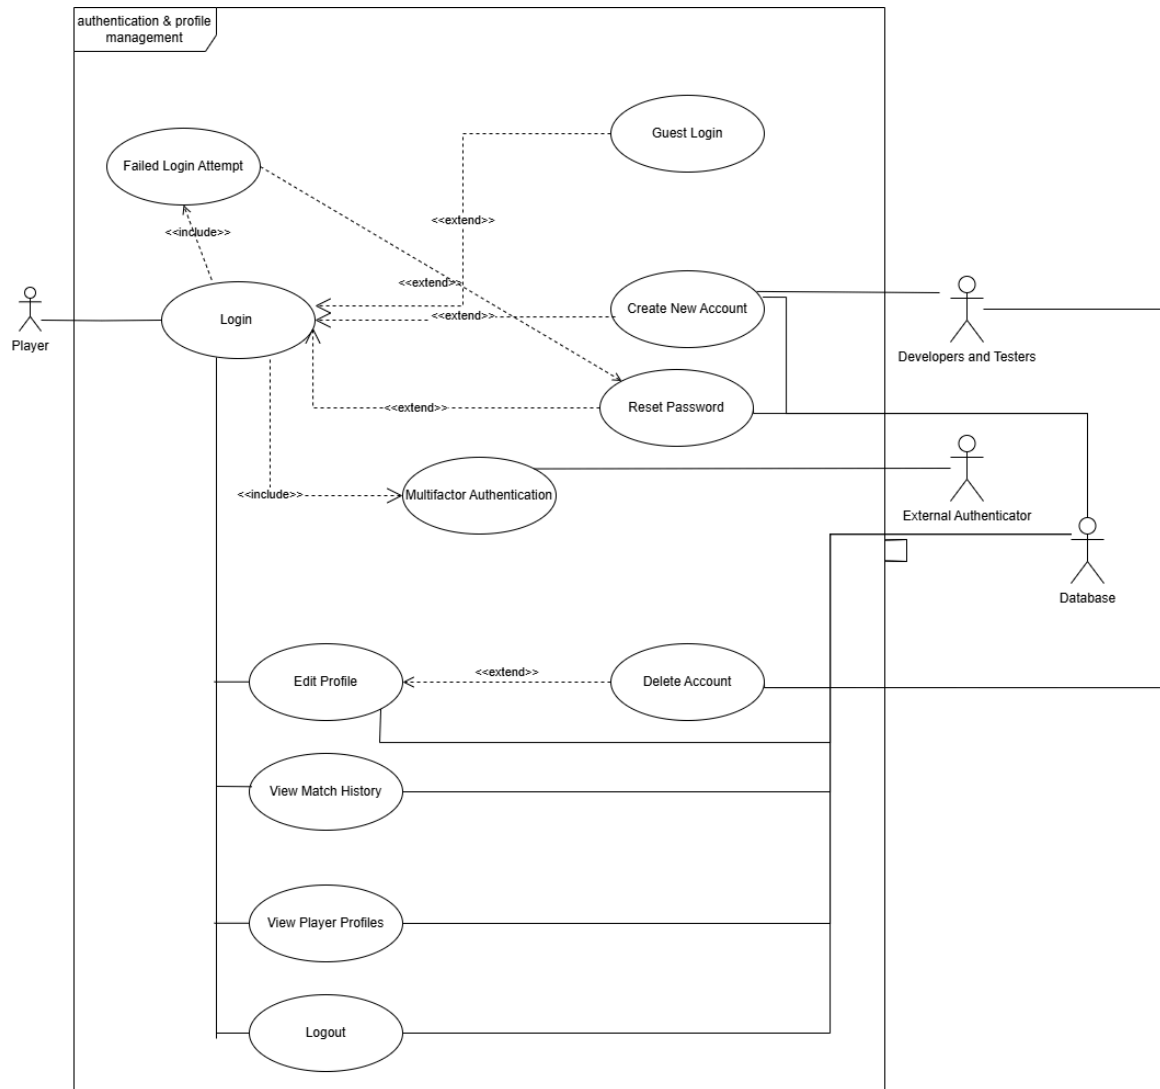 authentication & profile
management
Guest Login
Failed Login Attempt
<<extend>>
<<include>>
<<extend>>
Create New Account
Login
<<extend>>
Player
Developers and Testers
<<extend>>
Reset Password
<<include>>
Multifactor Authentication
External Authenticator
Database
<<extend>>
Edit Profile
Delete Account
View Match History
View Player Profiles
Logout